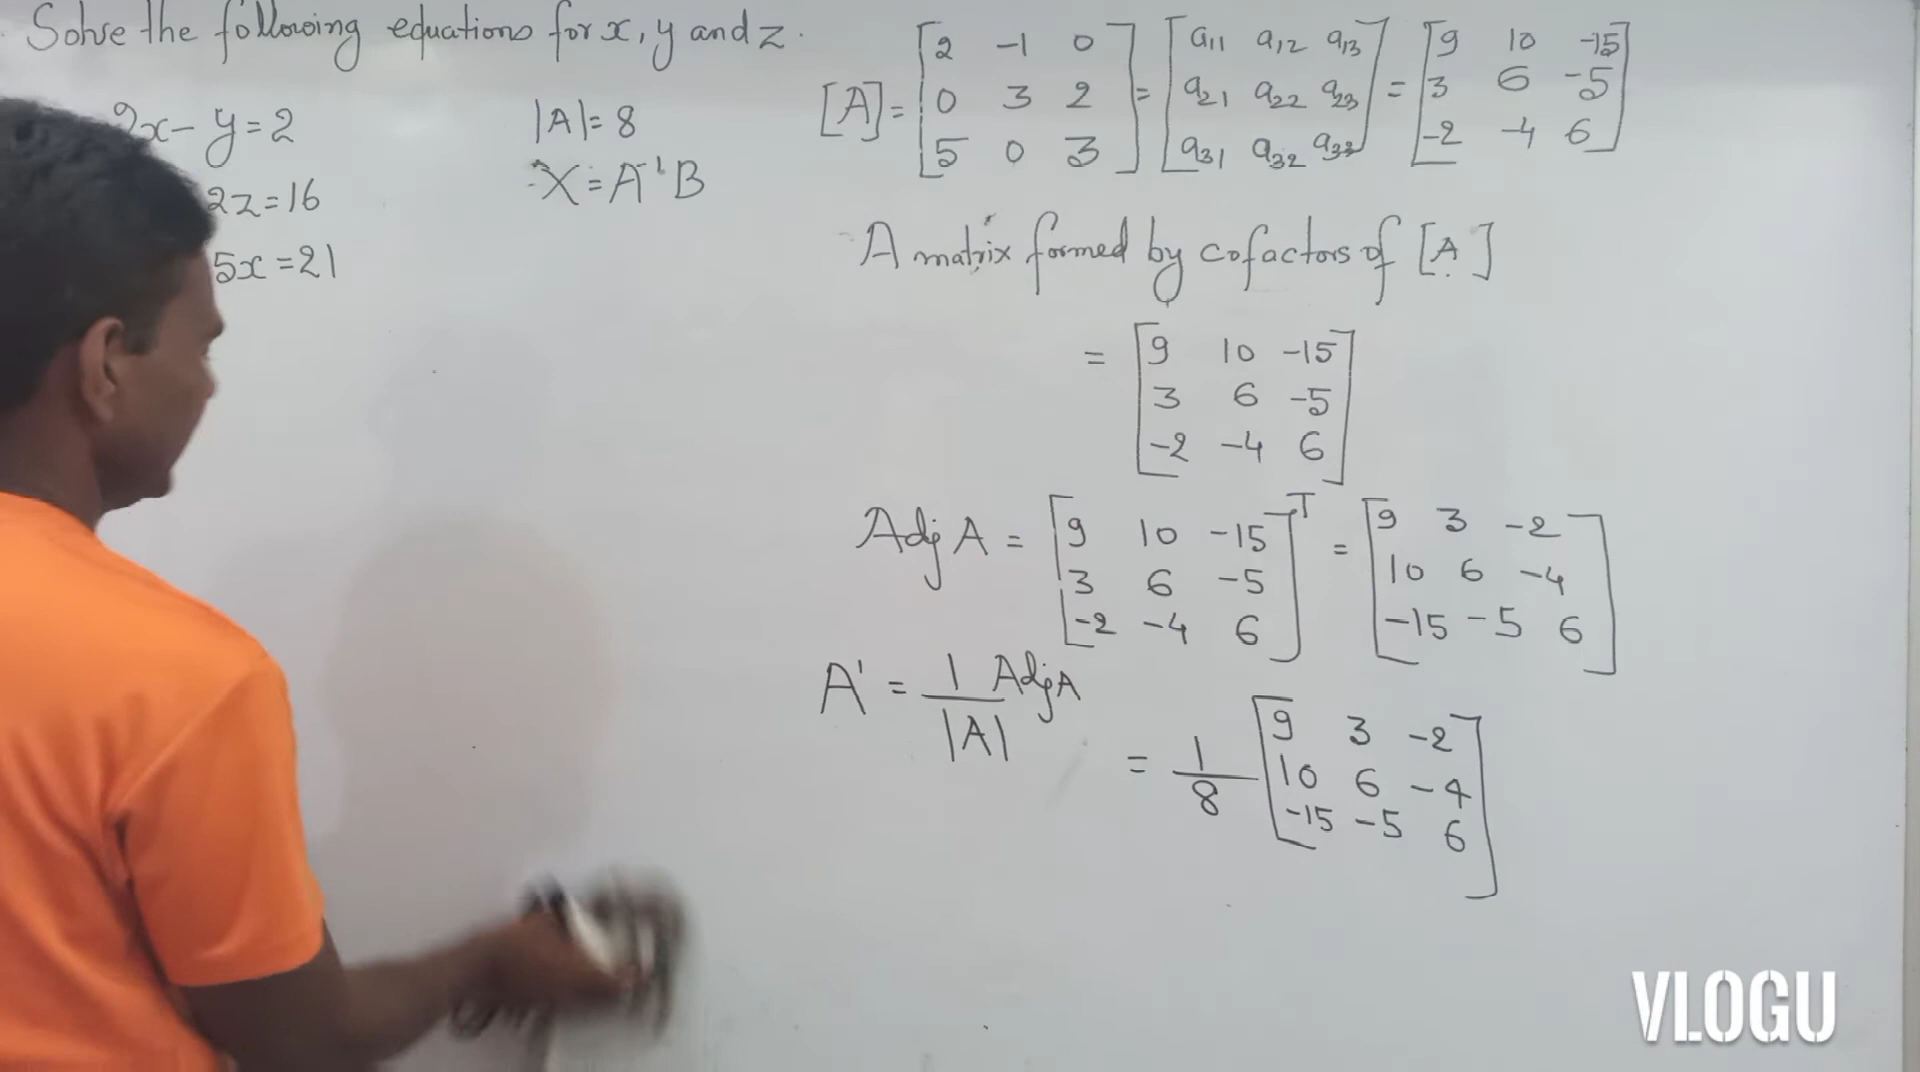 Solve the following equations for x, y and z.
2x - y = 2
2z = 16
5x = 21
|A| = 8
X = A⁻¹B
[A] = [2 -1 0; 0 3 2; 5 0 3] = [a11 a12 a13; a21 a22 a23; a31 a32 a33] = [9 10 -15; 3 6 -5; -2 -4 6]
A matrix formed by cofactors of [A]
= [9 10 -15; 3 6 -5; -2 -4 6]
Adj A = [9 10 -15; 3 6 -5; -2 -4 6]ᵀ = [9 3 -2; 10 6 -4; -15 -5 6]
A' = 1/|A| Adj A
= 1/8 [9 3 -2; 10 6 -4; -15 -5 6]
VLOGU